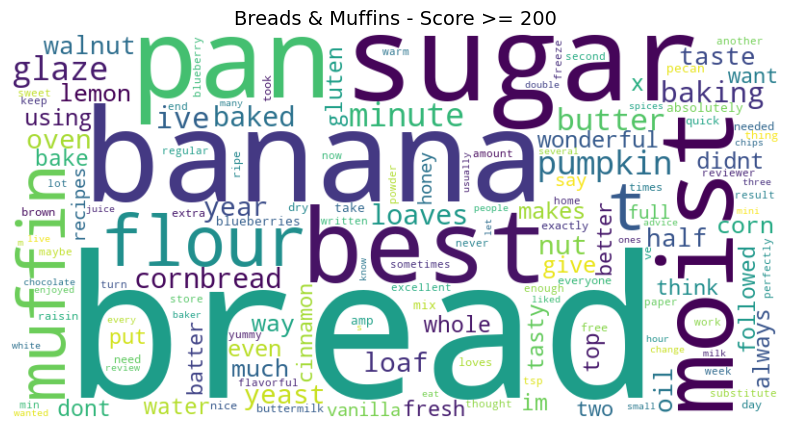 Breads & Muffins - Score >= 200
walnut
pan
sugar
taste
another
glaze
blueberry
gluten
warm
freeze
second
pecan
want
sweet
keep
lemon
end
many
took
minute
double
x
baking
spices
using
ive
baked
butter
absolutely
quick
needed
thing
oven
banana
wonderful
chips
bake
regular
ripe
now
honey
usually
amount
several
pumpkin
didnt
reviewer
three
muffin
lot
recipes
powder
say
home
times
result
moist
brown
juice
year
extra
dry
take
loaves
people
makes
exactly
t
full
mini
blueberries
written
let
never
nut
better
ones
half
advice
corn
a
live
flour
best
give
ve
maybe
cornbread
sometimes
know
think
followed
perfectly
chocolate
enjoyed
turn
bread
excellent
enough
everyone
raisin
store
cinnamon
mix
liked
paper
always
white
every
baker
put
way
amp
s
whole
tasty
top
free
work
hour
change
need
review
batter
yummy
even
much
loaf
loves
oil
milk
week
min
wanted
flavorful
yeast
eat
tsp
substitute
dont
water
nice
buttermilk
vanilla
fresh
thought
im
two
small
day